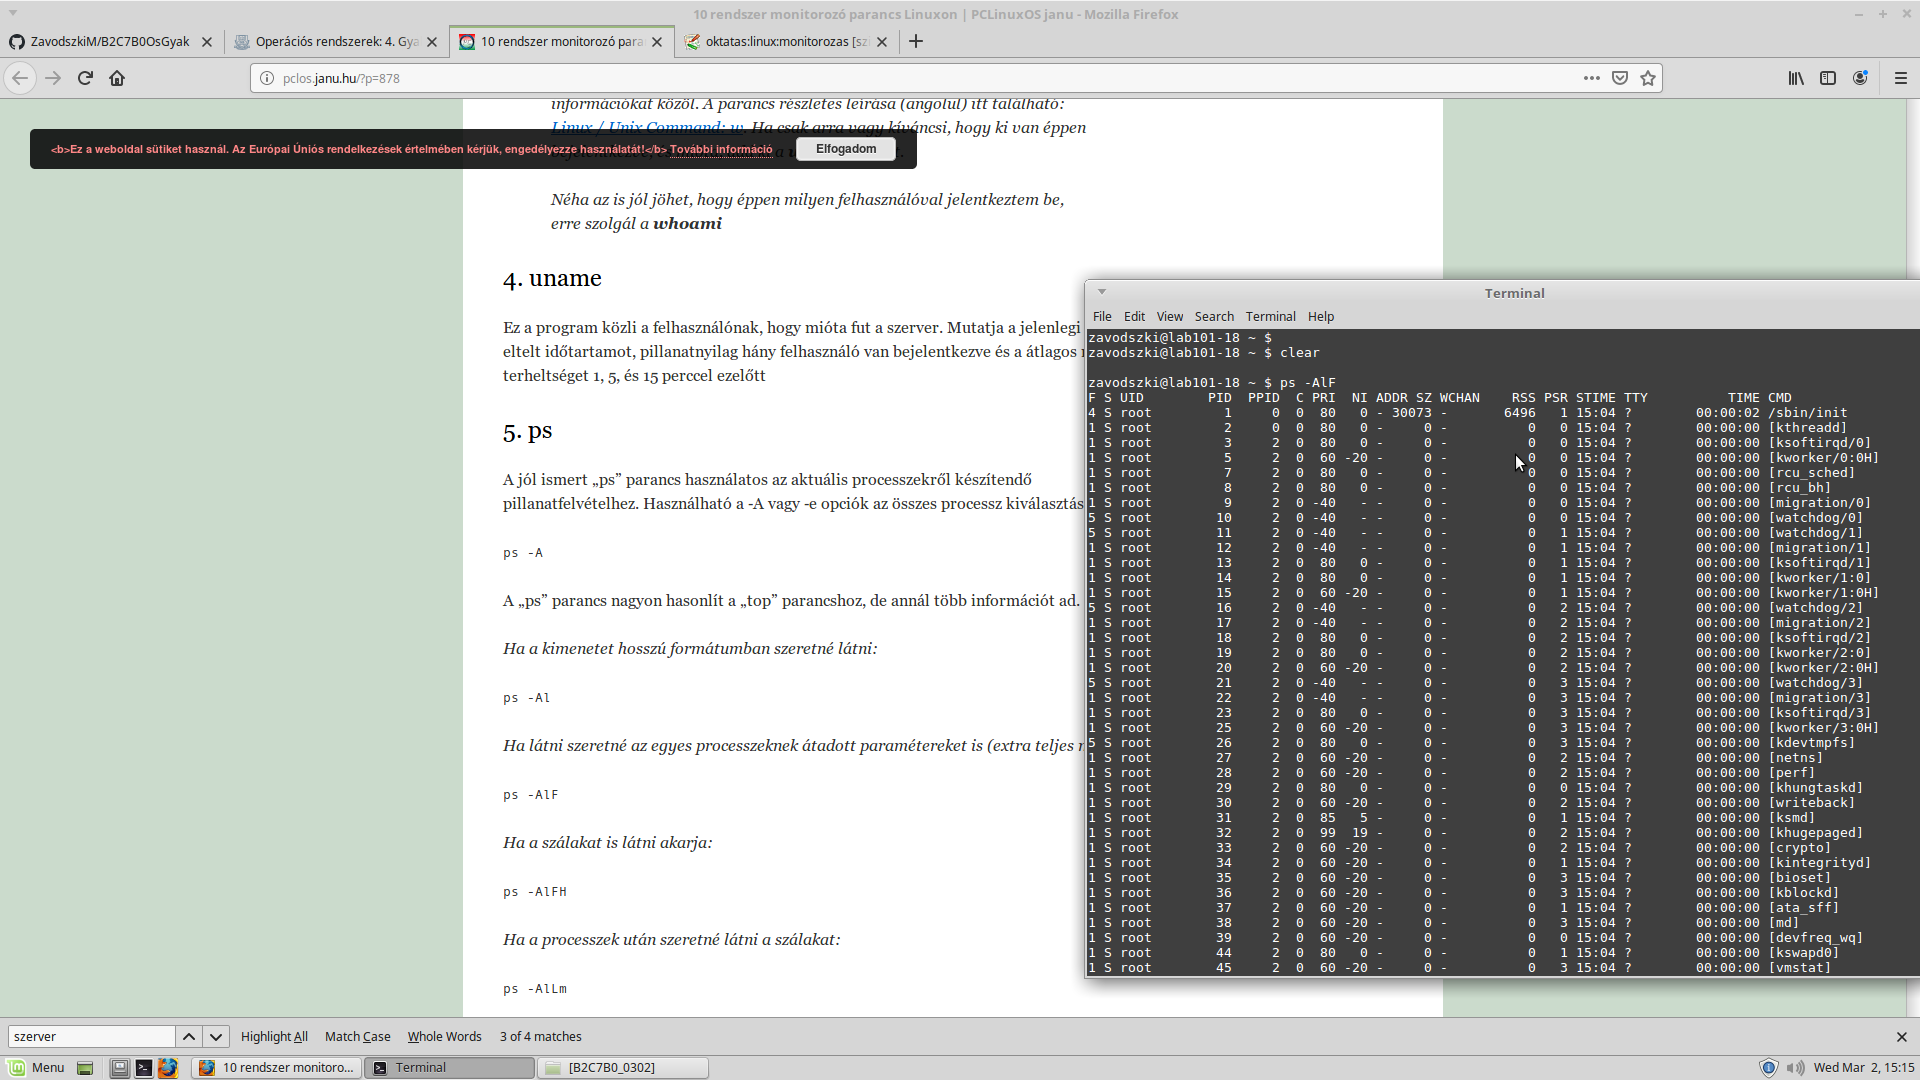 10 rendszer monitorozó parancs Linuxon | PCLinuxOS janu - Mozilla Firefox
ZavodszkiM/B2C7B0OsGyak
Operációs rendszerek: 4. Gya
10 rendszer monitorozó para
oktatas:linux:monitorozas [sz
pclos.janu.hu/?p=878
információkat közöl. A parancs részletes leírása (angolul) itt található:
Linux / Unix Command: w. Ha csak arra vagy kíváncsi, hogy ki van éppen
<b>Ez a weboldal sütiket használ. Az Európai Úniós rendelkezések értelmében kérjük, engedélyezze használatát!</b> További információ
Elfogadom
Néha az is jól jöhet, hogy éppen milyen felhasználóval jelentkeztem be,
erre szolgál a whoami
4. uname
Ez a program közli a felhasználónak, hogy mióta fut a szerver. Mutatja a jelenlegi
eltelt időtartamot, pillanatnyilag hány felhasználó van bejelentkezve és a átlagos
terheltséget 1, 5, és 15 perccel ezelőtt
5. ps
A jól ismert „ps” parancs használatos az aktuális processzekről készítendő
pillanatfelvételhez. Használható a -A vagy -e opciók az összes processz kiválasztás
ps -A
A „ps” parancs nagyon hasonlít a „top” parancshoz, de annál több információt ad.
Ha a kimenetet hosszú formátumban szeretné látni:
ps -Al
Ha látni szeretné az egyes processzeknek átadott paramétereket is (extra teljes
ps -AlF
Ha a szálakat is látni akarja:
ps -AlFH
Ha a processzek után szeretné látni a szálakat:
ps -AlLm
Terminal
File Edit View Search Terminal Help
zavodszki@lab101-18 ~ $
zavodszki@lab101-18 ~ $ clear
zavodszki@lab101-18 ~ $ ps -AlF
F S UID PID PPID C PRI NI ADDR SZ WCHAN RSS PSR STIME TTY TIME CMD
4 S root 1 0 0 80 0 - 30073 - 6496 1 15:04 ? 00:00:02 /sbin/init
1 S root 2 0 0 80 0 - 0 - 0 0 15:04 ? 00:00:00 [kthreadd]
1 S root 3 2 0 80 0 - 0 - 0 0 15:04 ? 00:00:00 [ksoftirqd/0]
1 S root 5 2 0 60 -20 - 0 - 0 0 15:04 ? 00:00:00 [kworker/0:0H]
1 S root 7 2 0 80 0 - 0 - 0 0 15:04 ? 00:00:00 [rcu_sched]
1 S root 8 2 0 80 0 - 0 - 0 0 15:04 ? 00:00:00 [rcu_bh]
1 S root 9 2 0 -40 - - 0 - 0 0 15:04 ? 00:00:00 [migration/0]
5 S root 10 2 0 -40 - - 0 - 0 0 15:04 ? 00:00:00 [watchdog/0]
5 S root 11 2 0 -40 - - 0 - 0 1 15:04 ? 00:00:00 [watchdog/1]
1 S root 12 2 0 -40 - - 0 - 0 1 15:04 ? 00:00:00 [migration/1]
1 S root 13 2 0 80 0 - 0 - 0 1 15:04 ? 00:00:00 [ksoftirqd/1]
1 S root 14 2 0 80 0 - 0 - 0 1 15:04 ? 00:00:00 [kworker/1:0]
1 S root 15 2 0 60 -20 - 0 - 0 1 15:04 ? 00:00:00 [kworker/1:0H]
5 S root 16 2 0 -40 - - 0 - 0 2 15:04 ? 00:00:00 [watchdog/2]
1 S root 17 2 0 -40 - - 0 - 0 2 15:04 ? 00:00:00 [migration/2]
1 S root 18 2 0 80 0 - 0 - 0 2 15:04 ? 00:00:00 [ksoftirqd/2]
1 S root 19 2 0 80 0 - 0 - 0 2 15:04 ? 00:00:00 [kworker/2:0]
1 S root 20 2 0 60 -20 - 0 - 0 2 15:04 ? 00:00:00 [kworker/2:0H]
5 S root 21 2 0 -40 - - 0 - 0 3 15:04 ? 00:00:00 [watchdog/3]
1 S root 22 2 0 -40 - - 0 - 0 3 15:04 ? 00:00:00 [migration/3]
1 S root 23 2 0 80 0 - 0 - 0 3 15:04 ? 00:00:00 [ksoftirqd/3]
1 S root 25 2 0 60 -20 - 0 - 0 3 15:04 ? 00:00:00 [kworker/3:0H]
5 S root 26 2 0 80 0 - 0 - 0 3 15:04 ? 00:00:00 [kdevtmpfs]
1 S root 27 2 0 60 -20 - 0 - 0 2 15:04 ? 00:00:00 [netns]
1 S root 28 2 0 60 -20 - 0 - 0 2 15:04 ? 00:00:00 [perf]
1 S root 29 2 0 80 0 - 0 - 0 0 15:04 ? 00:00:00 [khungtaskd]
1 S root 30 2 0 60 -20 - 0 - 0 2 15:04 ? 00:00:00 [writeback]
1 S root 31 2 0 85 5 - 0 - 0 1 15:04 ? 00:00:00 [ksmd]
1 S root 32 2 0 99 19 - 0 - 0 2 15:04 ? 00:00:00 [khugepaged]
1 S root 33 2 0 60 -20 - 0 - 0 2 15:04 ? 00:00:00 [crypto]
1 S root 34 2 0 60 -20 - 0 - 0 1 15:04 ? 00:00:00 [kintegrityd]
1 S root 35 2 0 60 -20 - 0 - 0 3 15:04 ? 00:00:00 [bioset]
1 S root 36 2 0 60 -20 - 0 - 0 3 15:04 ? 00:00:00 [kblockd]
1 S root 37 2 0 60 -20 - 0 - 0 1 15:04 ? 00:00:00 [ata_sff]
1 S root 38 2 0 60 -20 - 0 - 0 3 15:04 ? 00:00:00 [md]
1 S root 39 2 0 60 -20 - 0 - 0 0 15:04 ? 00:00:00 [devfreq_wq]
1 S root 44 2 0 80 0 - 0 - 0 1 15:04 ? 00:00:00 [kswapd0]
1 S root 45 2 0 60 -20 - 0 - 0 3 15:04 ? 00:00:00 [vmstat]
szerver
Highlight All Match Case Whole Words 3 of 4 matches
Menu
10 rendszer monitoro...
Terminal
[B2C7B0_0302]
Wed Mar 2, 15:15